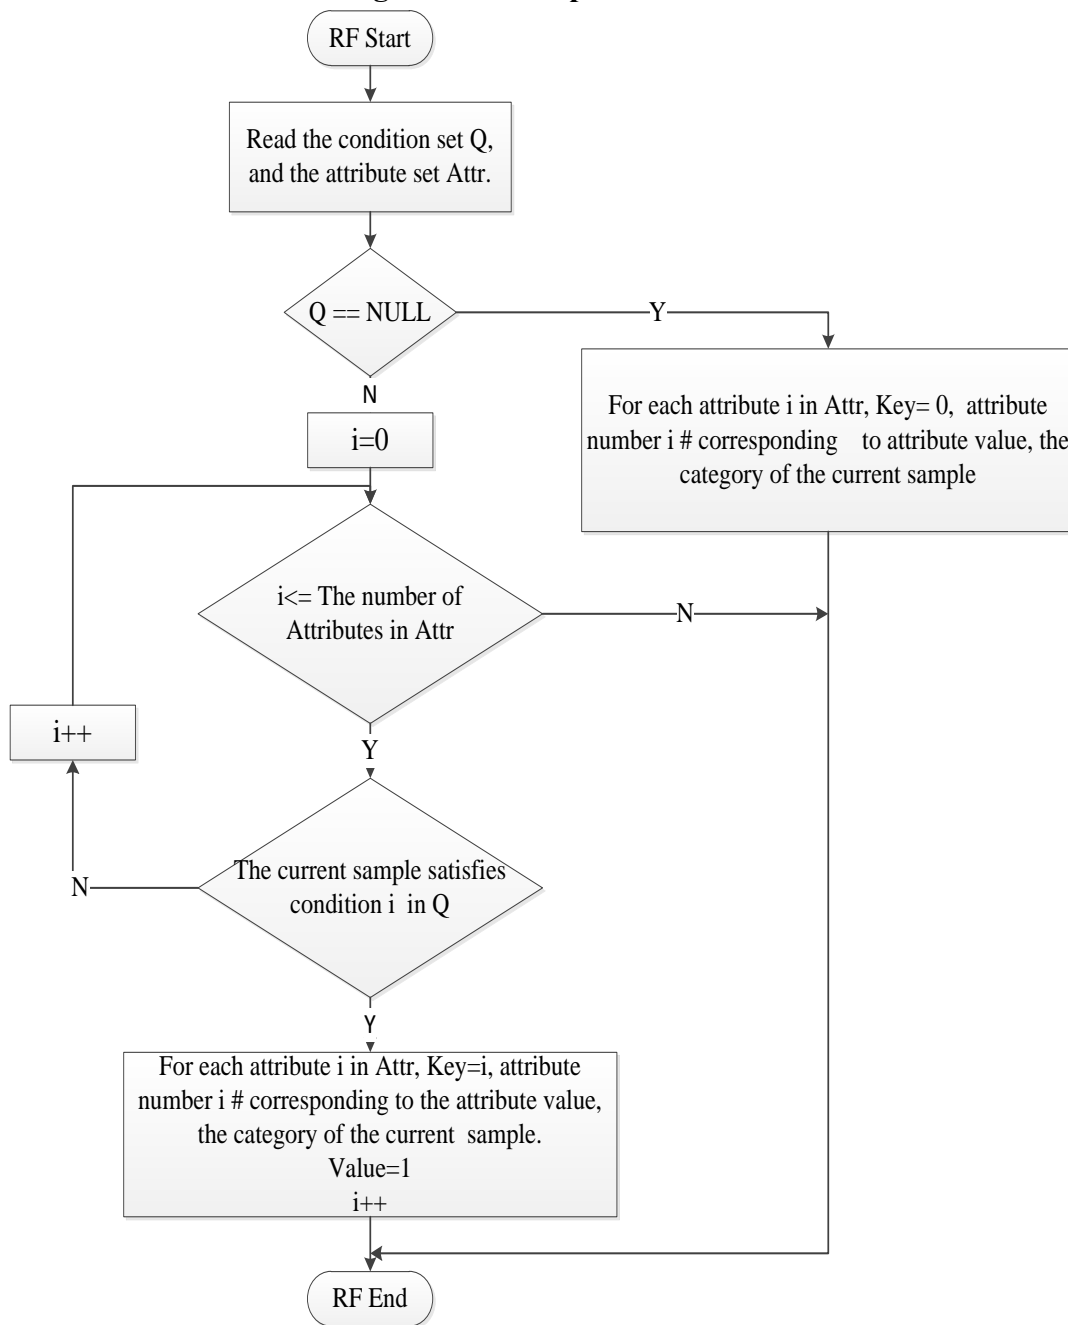 RF Start
Read the condition set Q,
and the attribute set Attr.
Q == NULL
Y
N
i=0
For each attribute i in Attr, Key= 0, attribute
number i # corresponding to attribute value, the
category of the current sample
i<= The number of
Attributes in Attr
N
i++
Y
The current sample satisfies
condition i in Q
N
Y
For each attribute i in Attr, Key=i, attribute
number i # corresponding to the attribute value,
the category of the current sample.
Value=1
i++
RF End